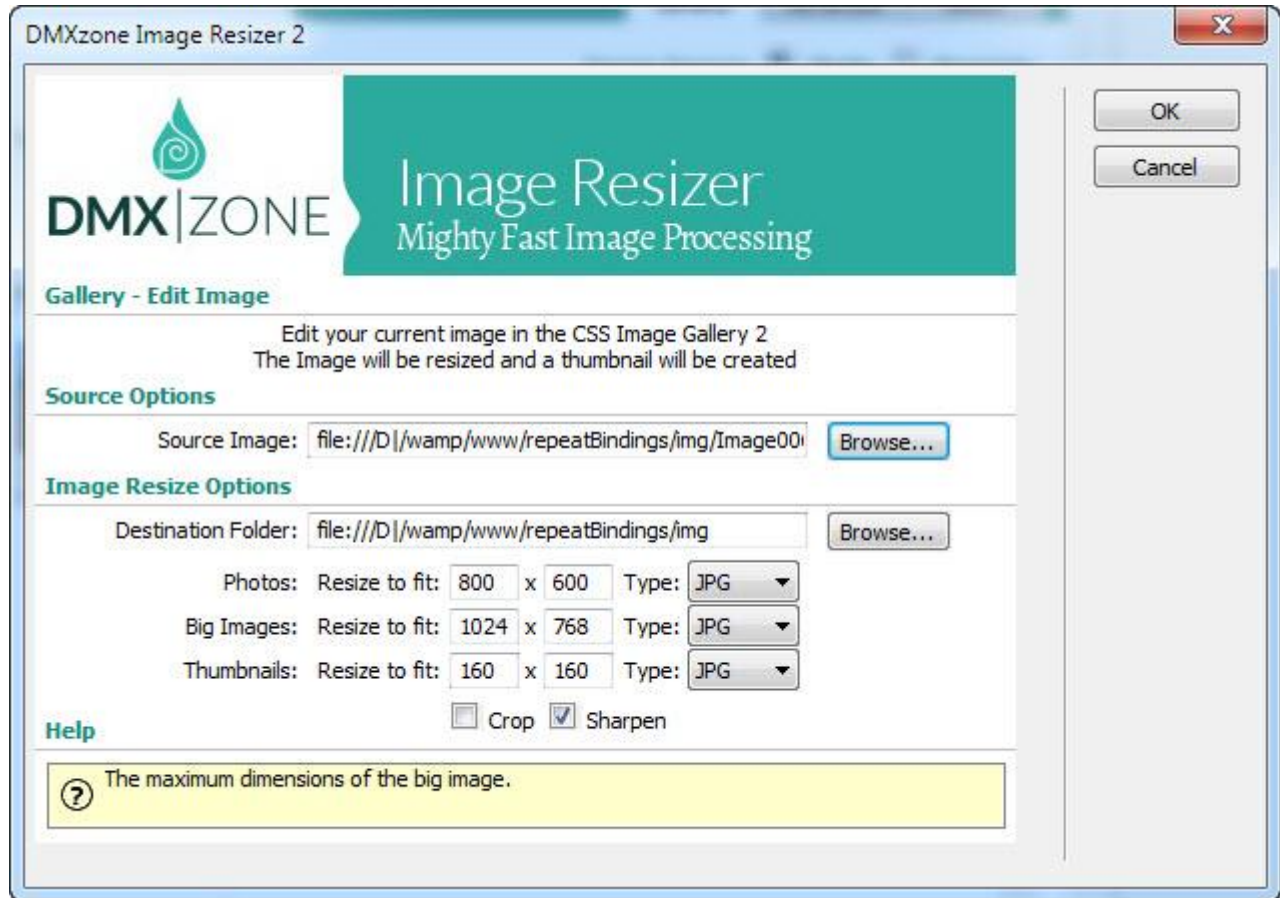 DMXzone Image Resizer 2
OK
Cancel
DMX|ZONE
Image Resizer
Mighty Fast Image Processing
Gallery - Edit Image
Edit your current image in the CSS Image Gallery 2
The Image will be resized and a thumbnail will be created
Source Options
Source Image: file:///D|/wamp/www/repeatBindings/img/Image00 Browse...
Image Resize Options
Destination Folder: file:///D|/wamp/www/repeatBindings/img Browse...
Photos: Resize to fit: 800 x 600 Type: JPG
Big Images: Resize to fit: 1024 x 768 Type: JPG
Thumbnails: Resize to fit: 160 x 160 Type: JPG
Crop Sharpen
Help
? The maximum dimensions of the big image.